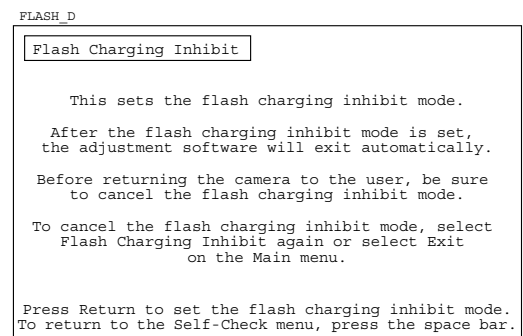 FLASH_D
Flash Charging Inhibit
This sets the flash charging inhibit mode.
After the flash charging inhibit mode is set,
the adjustment software will exit automatically.
Before returning the camera to the user, be sure
to cancel the flash charging inhibit mode.
To cancel the flash charging inhibit mode, select
Flash Charging Inhibit again or select Exit
on the Main menu.
Press Return to set the flash charging inhibit mode.
To return to the Self-Check menu, press the space bar.